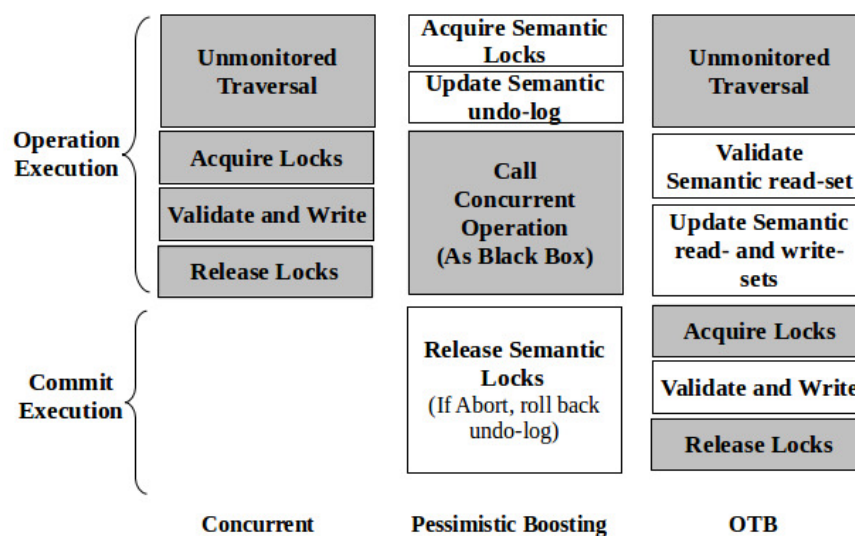 Operation
Execution
Unmonitored
Traversal
Acquire Locks
Validate and Write
Release Locks
Acquire Semantic
Locks
Update Semantic
undo-log
Call
Concurrent
Operation
(As Black Box)
Unmonitored
Traversal
Validate
Semantic read-set
Update Semantic
read- and write-
sets
Commit
Execution
Release Semantic
Locks
(If Abort, roll back
undo-log)
Acquire Locks
Validate and Write
Release Locks
Concurrent
Pessimistic Boosting
OTB